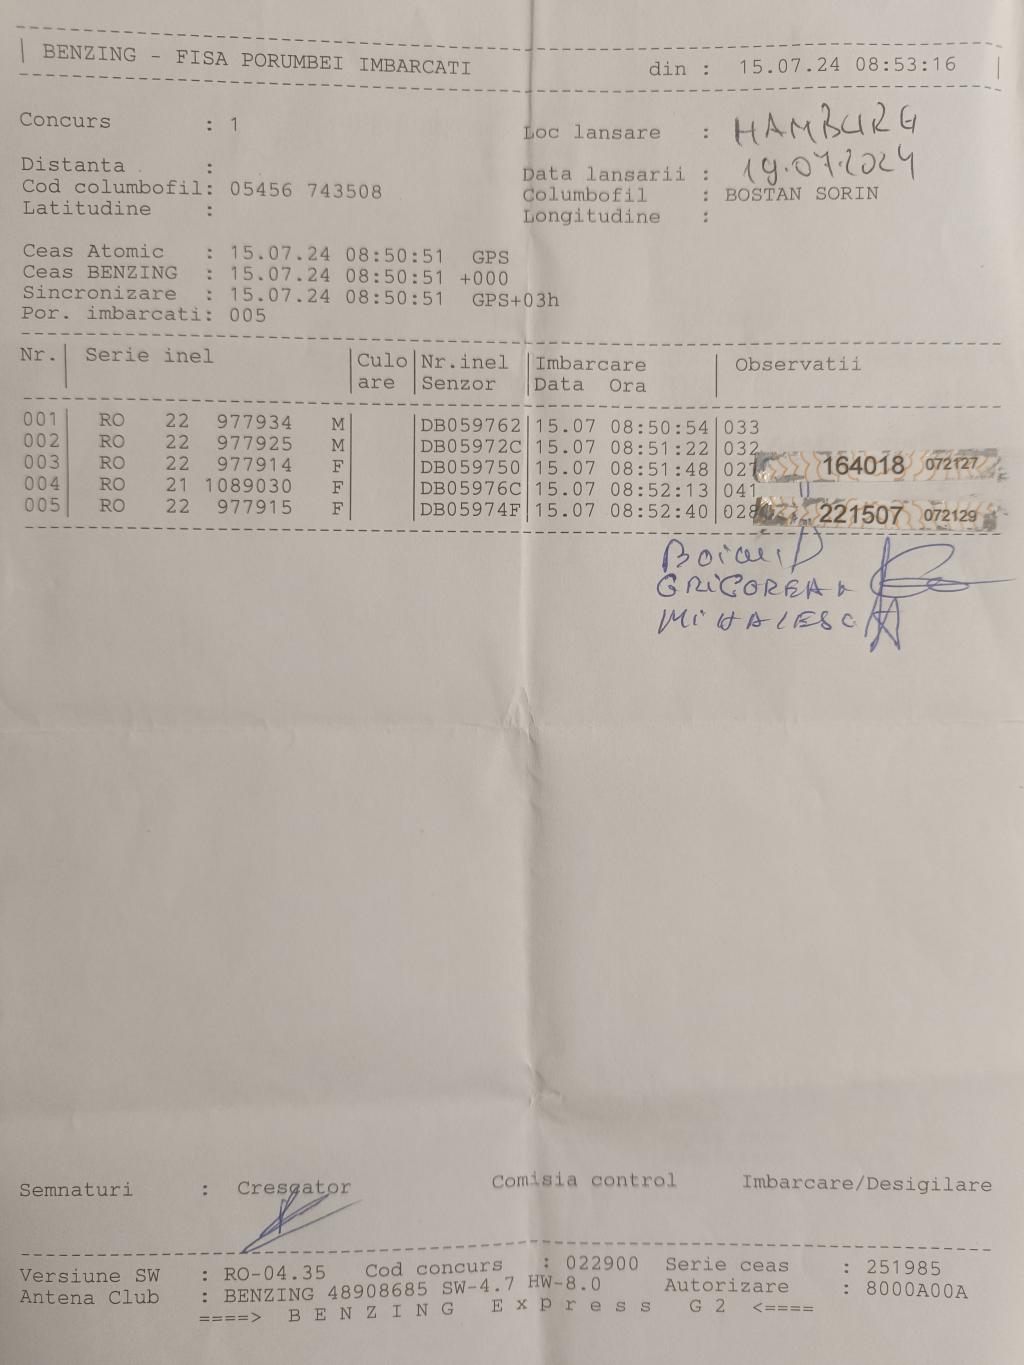 BENZING - FISA PORUMBEI IMBARCATI din : 15.07.24 08:53:16
Concurs : 1 Loc lansare : HAMBURG
Distanta : Data lansarii : 19.07.2024
Cod columbofil: 05456 743508 Columbofil : BOSTAN SORIN
Latitudine : Longitudine :
Ceas Atomic : 15.07.24 08:50:51 GPS
Ceas BENZING : 15.07.24 08:50:51 +000
Sincronizare : 15.07.24 08:50:51 GPS+03h
Por. imbarcati: 005
Nr. Serie inel Culo Nr.inel Imbarcare Observatii
are Senzor Data Ora
001 RO 22 977934 M DB059762 15.07 08:50:54 033
002 RO 22 977925 M DB05972C 15.07 08:51:22 032
003 RO 22 977914 F DB059750 15.07 08:51:48 027 164018 072127
004 RO 21 1089030 F DB05976C 15.07 08:52:13 041
005 RO 22 977915 F DB05974F 15.07 08:52:40 028 221507 072129
GRIGOREA
MIHALESC
Semnaturi : Crescator Comisia control Imbarcare/Desigilare
Versiune SW : RO-04.35 Cod concurs : 022900 Serie ceas : 251985
Antena Club : BENZING 48908685 SW-4.7 HW-8.0 Autorizare : 8000A00A
====> B E N Z I N G E x p r e s s G 2 <====